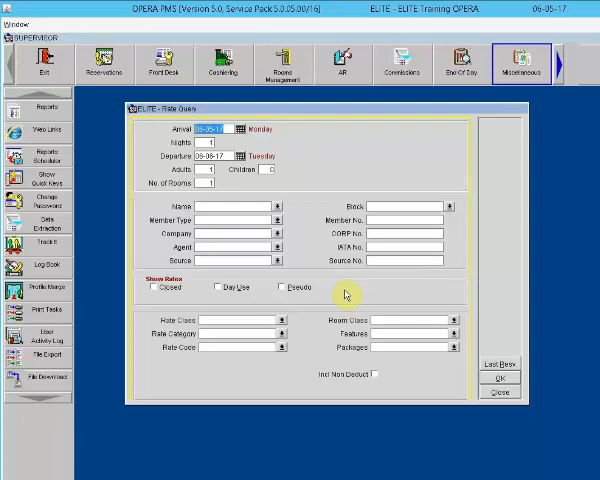 OPERA PMS [Version 5.0, Service Pack 5.0.05.00/16] ELITE - ELITE Training OPERA 06-05-17
Window
SUPERVISOR
Exit Reservations Front Desk Cashiering Rooms Management AR Commissions End Of Day Miscellaneous
Reports
Web Links
Reports Scheduler
Show Quick Keys
Change Password
Data Extraction
Track It
Log Book
Profile Merge
Print Tasks
User Activity Log
File Export
File Download
ELITE - Rate Query
Arrival 06-05-17 Monday
Nights 1
Departure 06-06-17 Tuesday
Adults 1 Children 0
No. of Rooms 1
Name Block
Member Type Member No.
Company CORP No.
Agent IATA No.
Source Source No.
Show Rates
Closed Day Use Pseudo
Rate Class Room Class
Rate Category Features
Rate Code Packages
Incl Non Deduct
Last Resv.
OK
Close